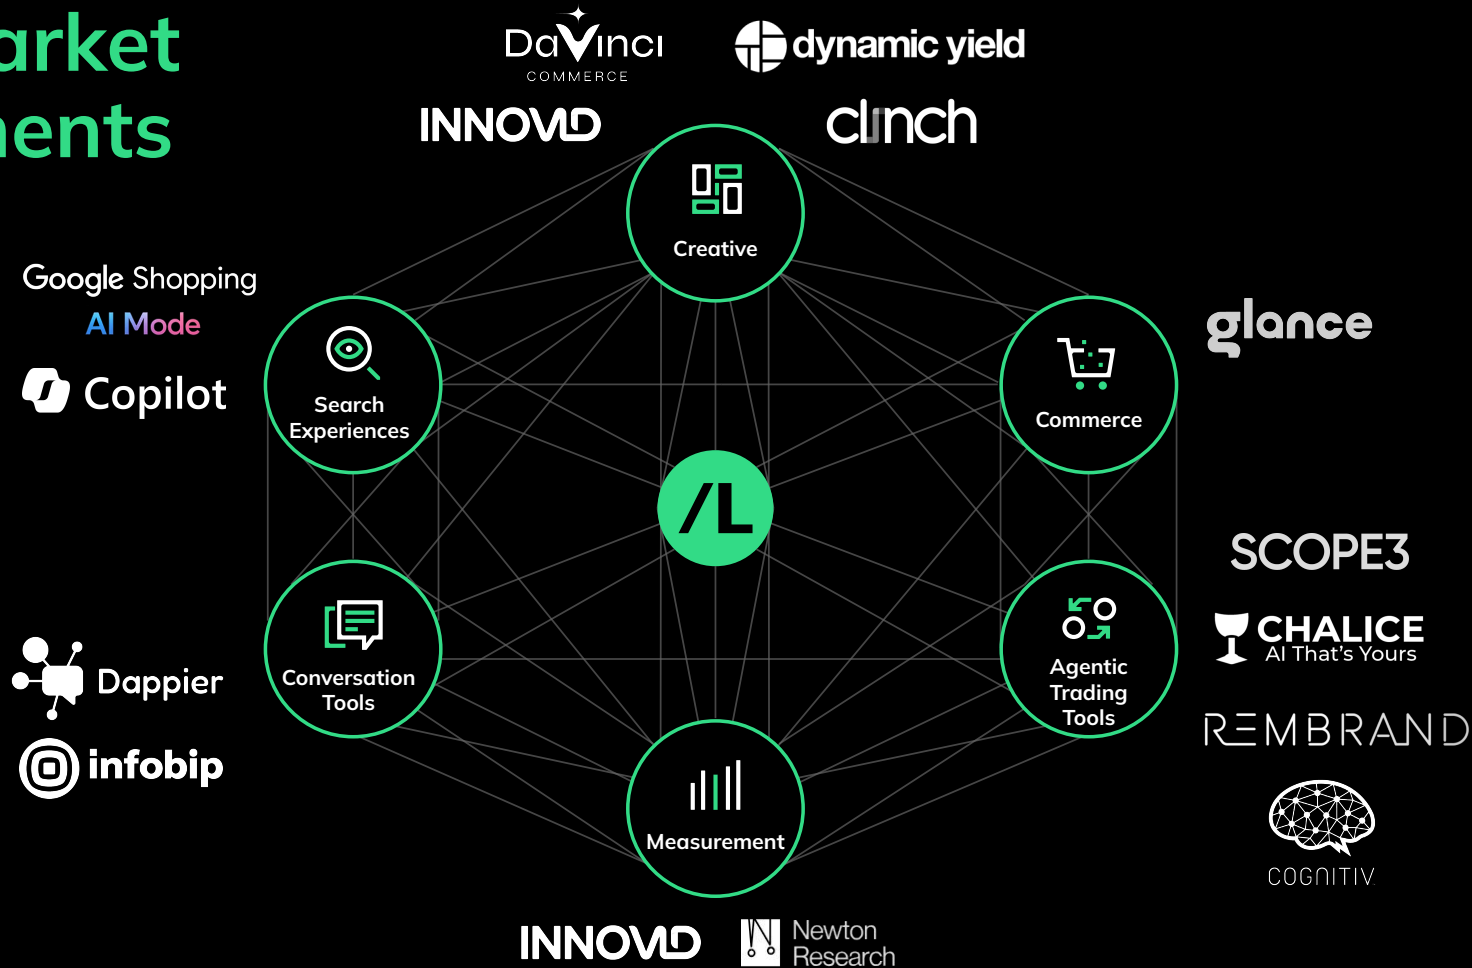 arket
nents
DaVinci
COMMERCE
dynamic yield
INNOVID
clinch
Creative
Google Shopping
AI Mode
Copilot
Search
Experiences
Commerce
glance
/L
SCOPE3
CHALICE
AI That's Yours
Dappier
Conversation
Tools
Agentic
Trading
Tools
REMBRAND
infobip
Measurement
COGNITIV
INNOVID
Newton
Research